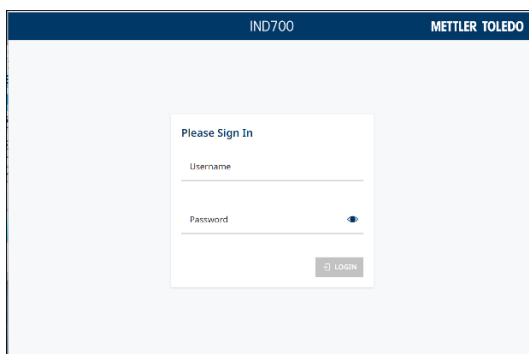 IND700
METTLER TOLEDO
Please Sign In
Username
Password
LOGIN